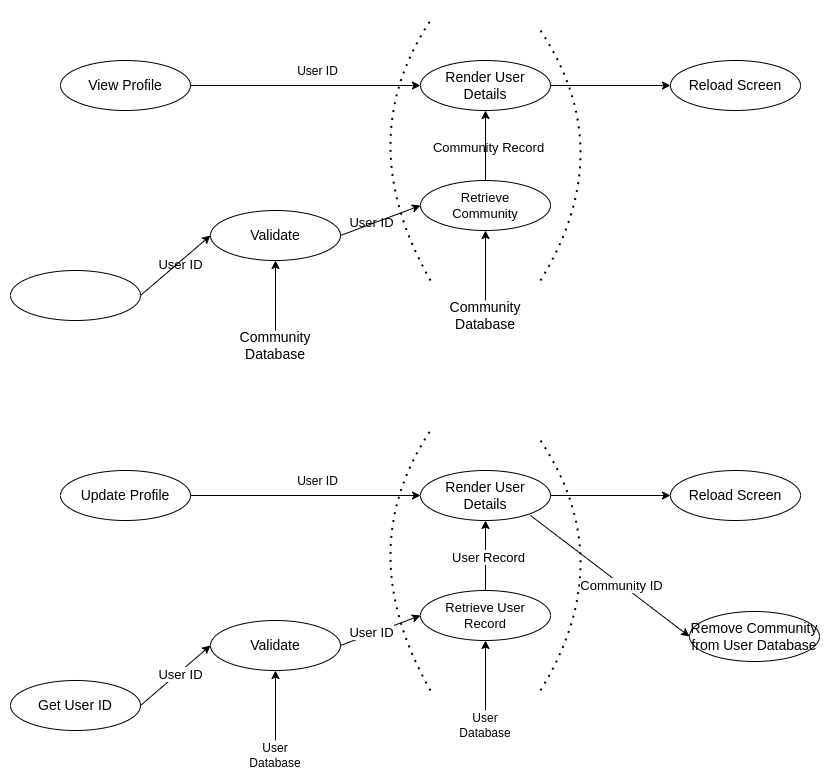 View Profile
User ID
Render User
Details
Reload Screen
Community Record
Retrieve
Community
User ID
Validate
User ID
Community
Database
Community
Database
Update Profile
User ID
Render User
Details
Reload Screen
User Record
Community ID
Retrieve User
Record
User ID
Remove Community
from User Database
Validate
User ID
Get User ID
User
Database
User
Database